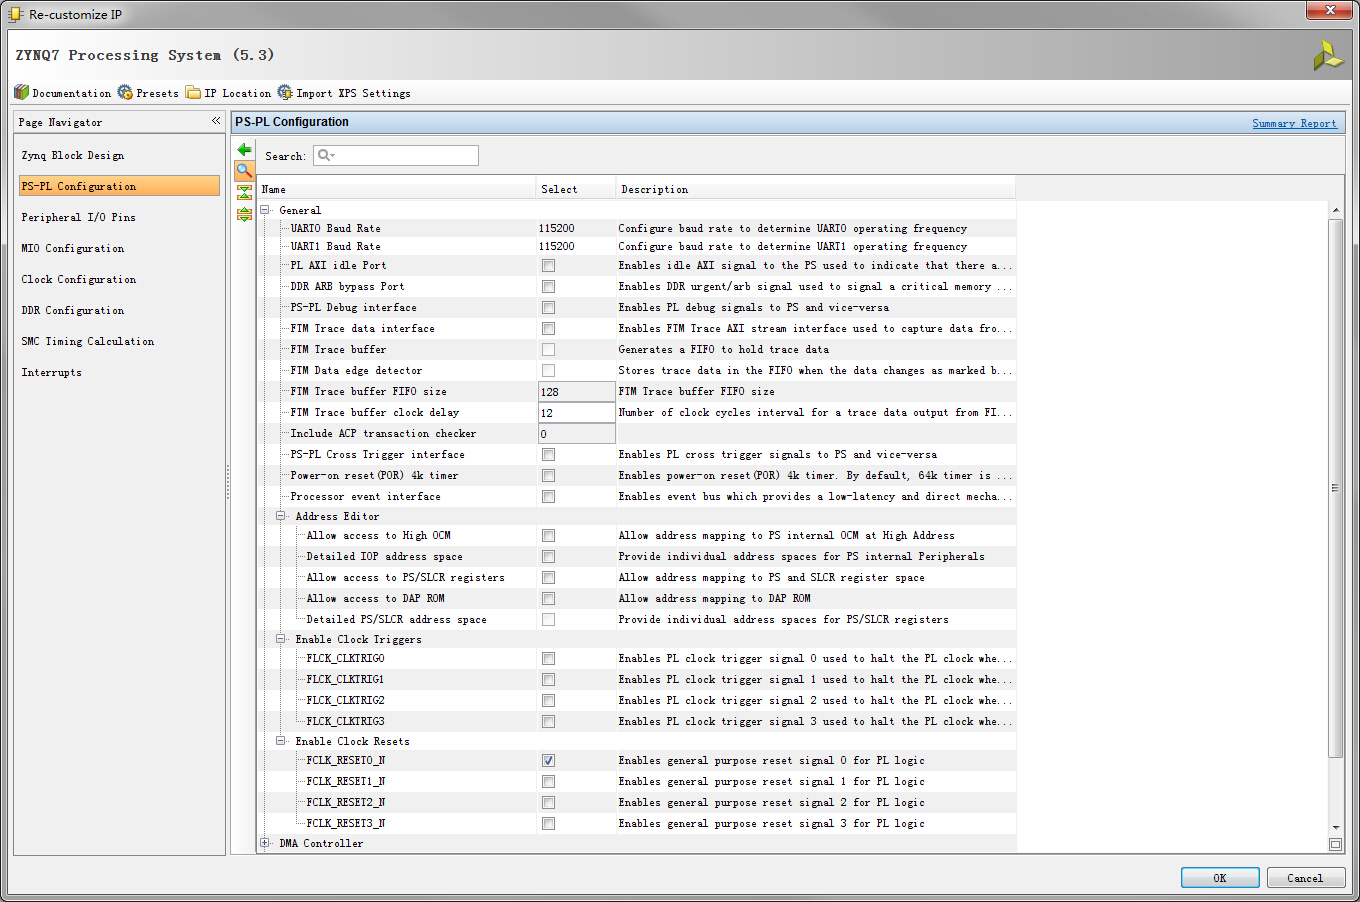 Re-customize IP
ZYNQ7 Processing System (5.3)
Documentation Presets IP Location Import XPS Settings
Page Navigator «
PS-PL Configuration
Summary Report
Zynq Block Design
PS-PL Configuration
Peripheral I/O Pins
MIO Configuration
Clock Configuration
DDR Configuration
SMC Timing Calculation
Interrupts
Search:
Name Select Description
General
UART0 Baud Rate 115200 Configure baud rate to determine UART0 operating frequency
UART1 Baud Rate 115200 Configure baud rate to determine UART1 operating frequency
PL AXI idle Port Enables idle AXI signal to the PS used to indicate that there a...
DDR ARB bypass Port Enables DDR urgent/arb signal used to signal a critical memory ...
PS-PL Debug interface Enables PL debug signals to PS and vice-versa
FTM Trace data interface Enables FTM Trace AXI stream interface used to capture data fro...
FTM Trace buffer Generates a FIFO to hold trace data
FTM Data edge detector Stores trace data in the FIFO when the data changes as marked b...
FTM Trace buffer FIFO size 128 FTM Trace buffer FIFO size
FTM Trace buffer clock delay 12 Number of clock cycles interval for a trace data output from FI...
Include ACP transaction checker 0
PS-PL Cross Trigger interface Enables PL cross trigger signals to PS and vice-versa
Power-on reset(POR) 4k timer Enables power-on reset(POR) 4k timer. By default, 64k timer is ...
Processor event interface Enables event bus which provides a low-latency and direct mecha...
Address Editor
Allow access to High OCM Allow address mapping to PS internal OCM at High Address
Detailed IOP address space Provide individual address spaces for PS internal Peripherals
Allow access to PS/SLCR registers Allow address mapping to PS and SLCR register space
Allow access to DAP ROM Allow address mapping to DAP ROM
Detailed PS/SLCR address space Provide individual address spaces for PS/SLCR registers
Enable Clock Triggers
FLCK_CLKTRIG0 Enables PL clock trigger signal 0 used to halt the PL clock whe...
FLCK_CLKTRIG1 Enables PL clock trigger signal 1 used to halt the PL clock whe...
FLCK_CLKTRIG2 Enables PL clock trigger signal 2 used to halt the PL clock whe...
FLCK_CLKTRIG3 Enables PL clock trigger signal 3 used to halt the PL clock whe...
Enable Clock Resets
FCLK_RESET0_N Enables general purpose reset signal 0 for PL logic
FCLK_RESET1_N Enables general purpose reset signal 1 for PL logic
FCLK_RESET2_N Enables general purpose reset signal 2 for PL logic
FCLK_RESET3_N Enables general purpose reset signal 3 for PL logic
DMA Controller
OK Cancel